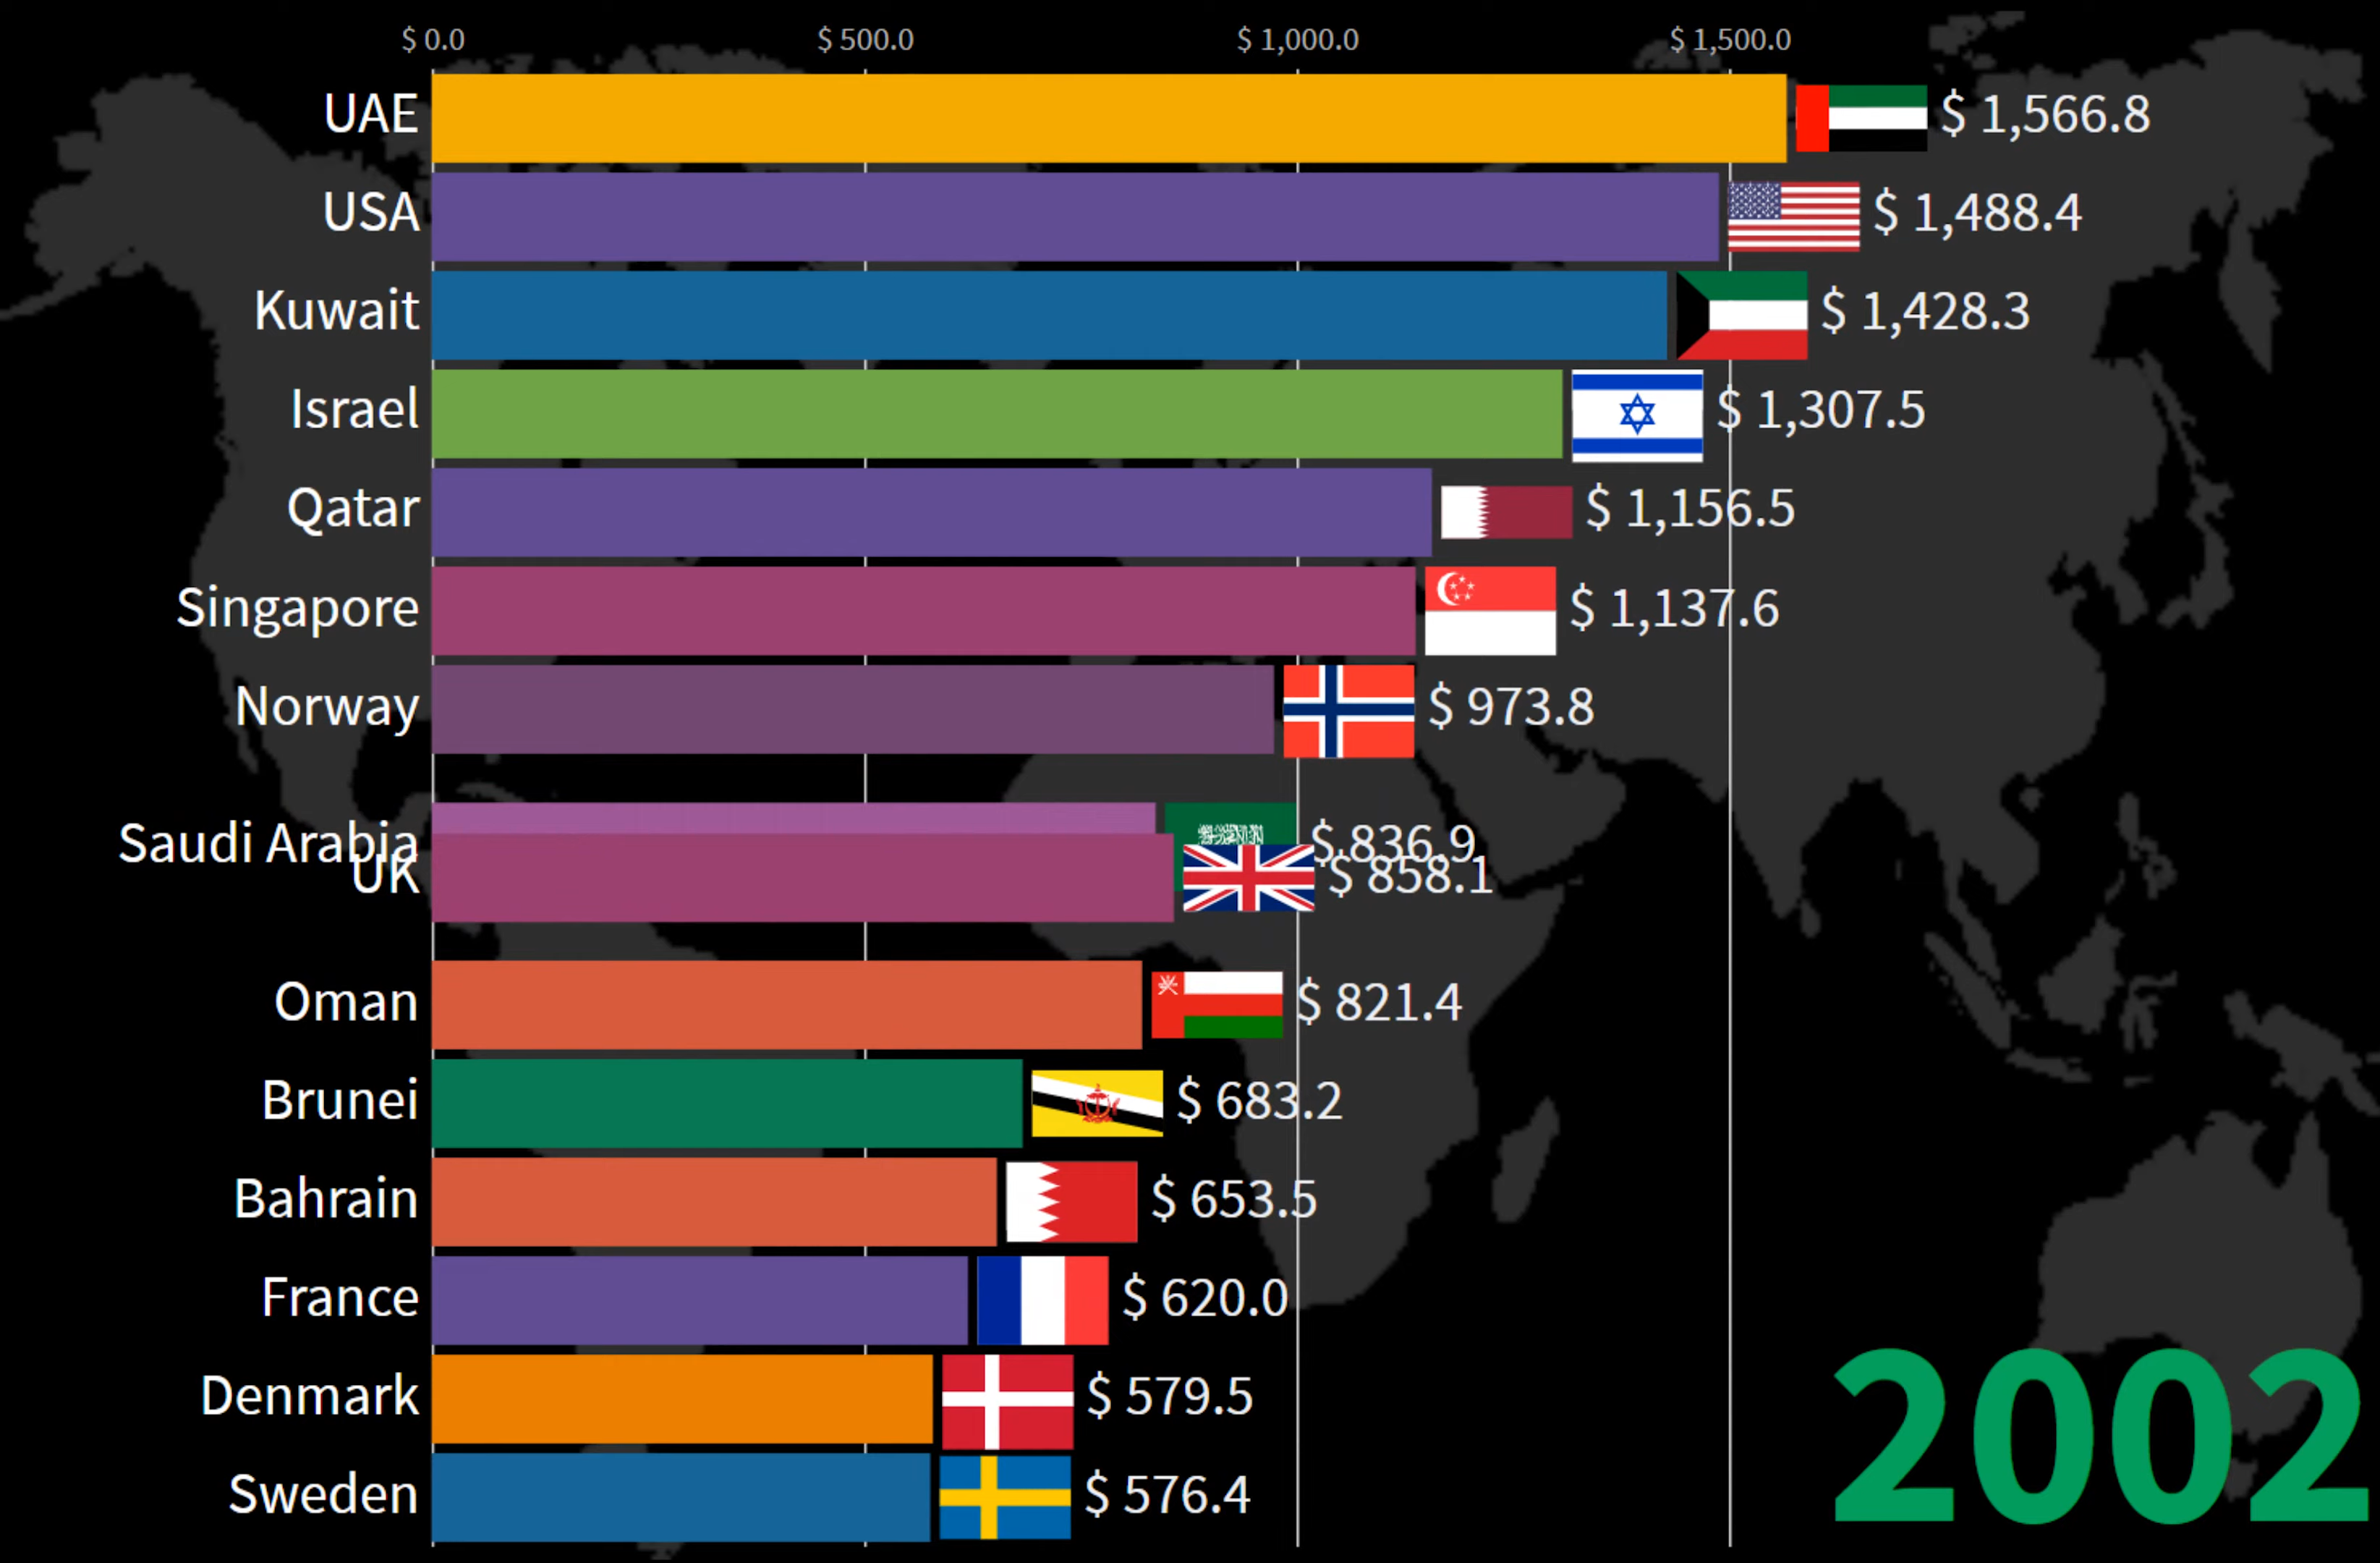 $ 0.0 $ 500.0 $ 1,000.0 $ 1,500.0
UAE $ 1,566.8
USA $ 1,488.4
Kuwait $ 1,428.3
Israel $ 1,307.5
Qatar $ 1,156.5
Singapore $ 1,137.6
Norway $ 973.8
Saudi Arabia $ 836.9
UK $ 858.1
Oman $ 821.4
Brunei $ 683.2
Bahrain $ 653.5
France $ 620.0
Denmark $ 579.5
Sweden $ 576.4
2002